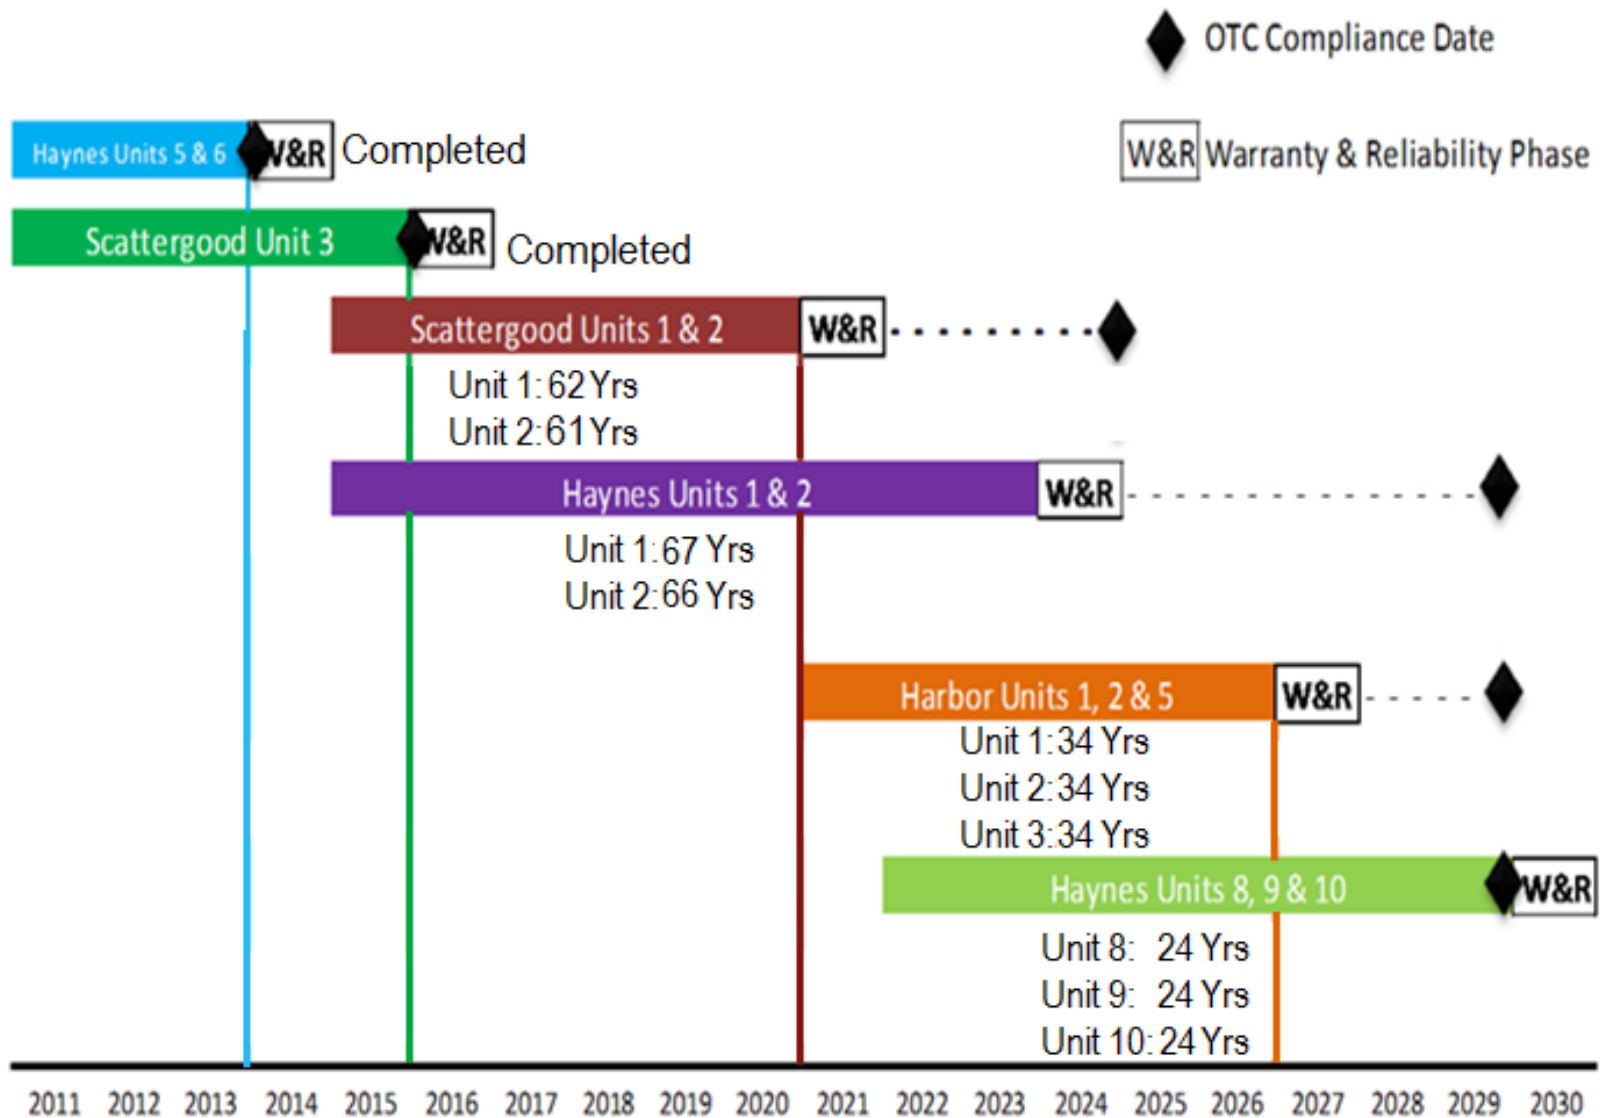 OTC Compliance Date
Haynes Units 5 & 6 W&R Completed
W&R Warranty & Reliability Phase
Scattergood Unit 3 W&R Completed
Scattergood Units 1 & 2 W&R
Unit 1: 62 Yrs
Unit 2: 61 Yrs
Haynes Units 1 & 2 W&R
Unit 1: 67 Yrs
Unit 2: 66 Yrs
Harbor Units 1, 2 & 5 W&R
Unit 1: 34 Yrs
Unit 2: 34 Yrs
Unit 3: 34 Yrs
Haynes Units 8, 9 & 10 W&R
Unit 8: 24 Yrs
Unit 9: 24 Yrs
Unit 10: 24 Yrs
2011 2012 2013 2014 2015 2016 2017 2018 2019 2020 2021 2022 2023 2024 2025 2026 2027 2028 2029 2030